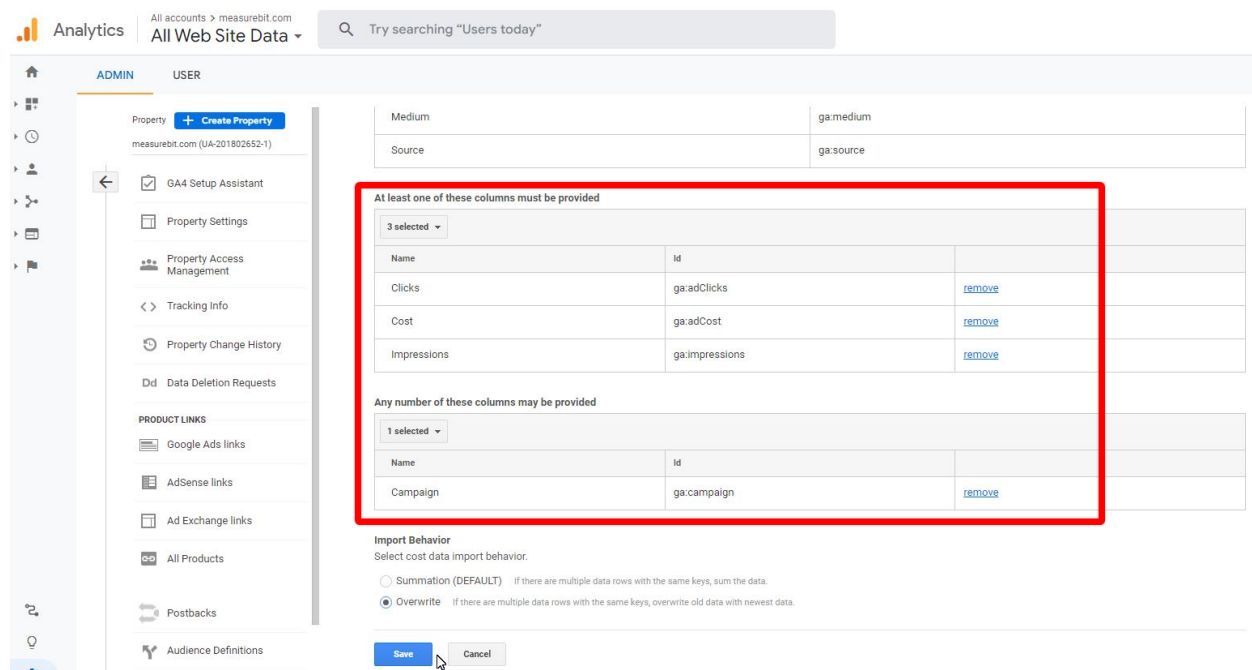 All accounts > measurebit.com
Analytics
All Web Site Data
Try searching “Users today”
ADMIN
USER
Property
+ Create Property
measurebit.com (UA-201802652-1)
GA4 Setup Assistant
Property Settings
Property Access
Management
<> Tracking Info
Property Change History
Dd Data Deletion Requests
PRODUCT LINKS
Google Ads links
AdSense links
Ad Exchange links
All Products
Postbacks
Audience Definitions
Medium ga:medium
Source ga:source
At least one of these columns must be provided
3 selected
Name Id
Clicks ga:adClicks remove
Cost ga:adCost remove
Impressions ga:impressions remove
Any number of these columns may be provided
1 selected
Name Id
Campaign ga:campaign remove
Import Behavior
Select cost data import behavior.
Summation (DEFAULT) If there are multiple data rows with the same keys, sum the data.
Overwrite If there are multiple data rows with the same keys, overwrite old data with newest data.
Save Cancel